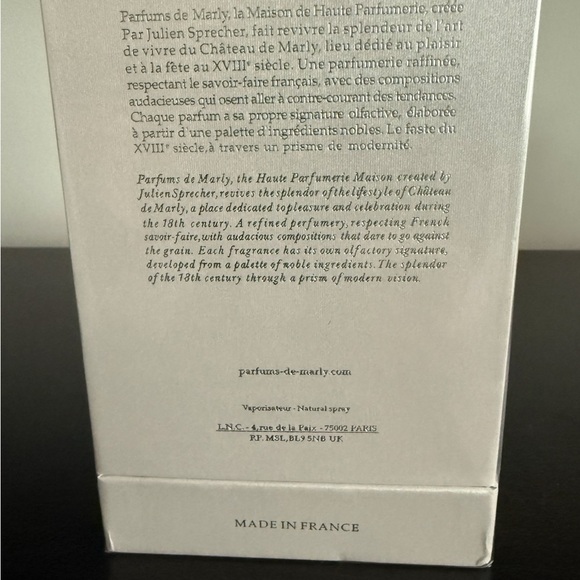 Parfums de Marly, la Maison de Haute Parfumerie, créée
Par Julien Sprecher, fait revivre la splendeur de l'art
de vivre du Château de Marly, lieu dédié au plaisir
et à la fête au XVIIIᵉ siècle. Une parfumerie raffinée,
respectant le savoir-faire français, avec des compositions
audacieuses qui osent aller à contre-courant des tendances.
Chaque parfum a sa propre signature olfactive, élaborée
à partir d'une palette d'ingrédients nobles. Le faste du
XVIIIᵉ siècle, à travers un prisme de modernité.
Parfums de Marly, the Haute Parfumerie Maison created by
Julien Sprecher, revives the splendor of the lifestyle of Château
de Marly, a place dedicated to pleasure and celebration during
the 18th century. A refined perfumery, respecting French
savoir-faire, with audacious compositions that dare to go against
the grain. Each fragrance has its own olfactory signature,
developed from a palette of noble ingredients. The splendor
of the 18th century through a prism of modern vision.
parfums-de-marly.com
Vaporisateur - Natural spray
L.N.C. - 4, rue de la Paix - 75002 PARIS
P.P. M3L, BL9 5NB UK
MADE IN FRANCE